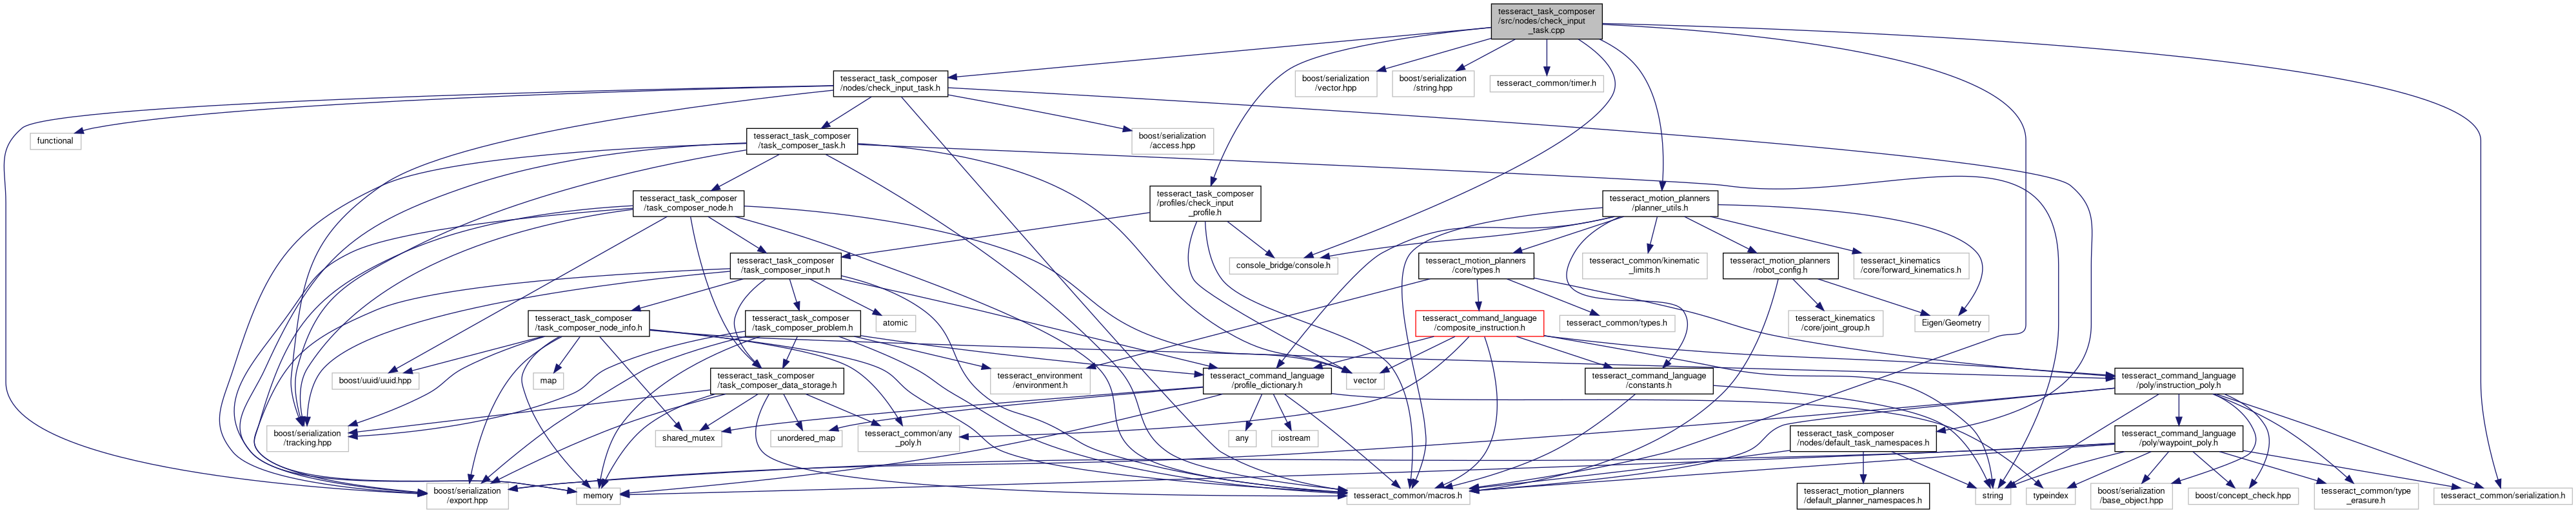 tesseract_task_composer
/src/nodes/check_input
_task.cpp
tesseract_task_composer
/nodes/check_input_task.h
boost/serialization
/vector.hpp
boost/serialization
/string.hpp
tesseract_common/timer.h
functional
tesseract_task_composer
/task_composer_task.h
boost/serialization
/access.hpp
tesseract_task_composer
/task_composer_node.h
tesseract_task_composer
/profiles/check_input
_profile.h
tesseract_motion_planners
/planner_utils.h
tesseract_task_composer
/task_composer_input.h
console_bridge/console.h
tesseract_motion_planners
/core/types.h
tesseract_common/kinematic
_limits.h
tesseract_motion_planners
/robot_config.h
tesseract_kinematics
/core/forward_kinematics.h
tesseract_task_composer
/task_composer_node_info.h
tesseract_task_composer
/task_composer_problem.h
atomic
tesseract_command_language
/composite_instruction.h
tesseract_common/types.h
tesseract_kinematics
/core/joint_group.h
Eigen/Geometry
boost/uuid/uuid.hpp
map
tesseract_task_composer
/task_composer_data_storage.h
tesseract_environment
/environment.h
tesseract_command_language
/profile_dictionary.h
vector
tesseract_command_language
/constants.h
tesseract_command_language
/poly/instruction_poly.h
boost/serialization
/tracking.hpp
shared_mutex
unordered_map
tesseract_common/any
_poly.h
any
iostream
tesseract_task_composer
/nodes/default_task_namespaces.h
tesseract_command_language
/poly/waypoint_poly.h
boost/serialization
/export.hpp
memory
tesseract_common/macros.h
tesseract_motion_planners
/default_planner_namespaces.h
string
typeindex
boost/serialization
/base_object.hpp
boost/concept_check.hpp
tesseract_common/type
_erasure.h
tesseract_common/serialization.h